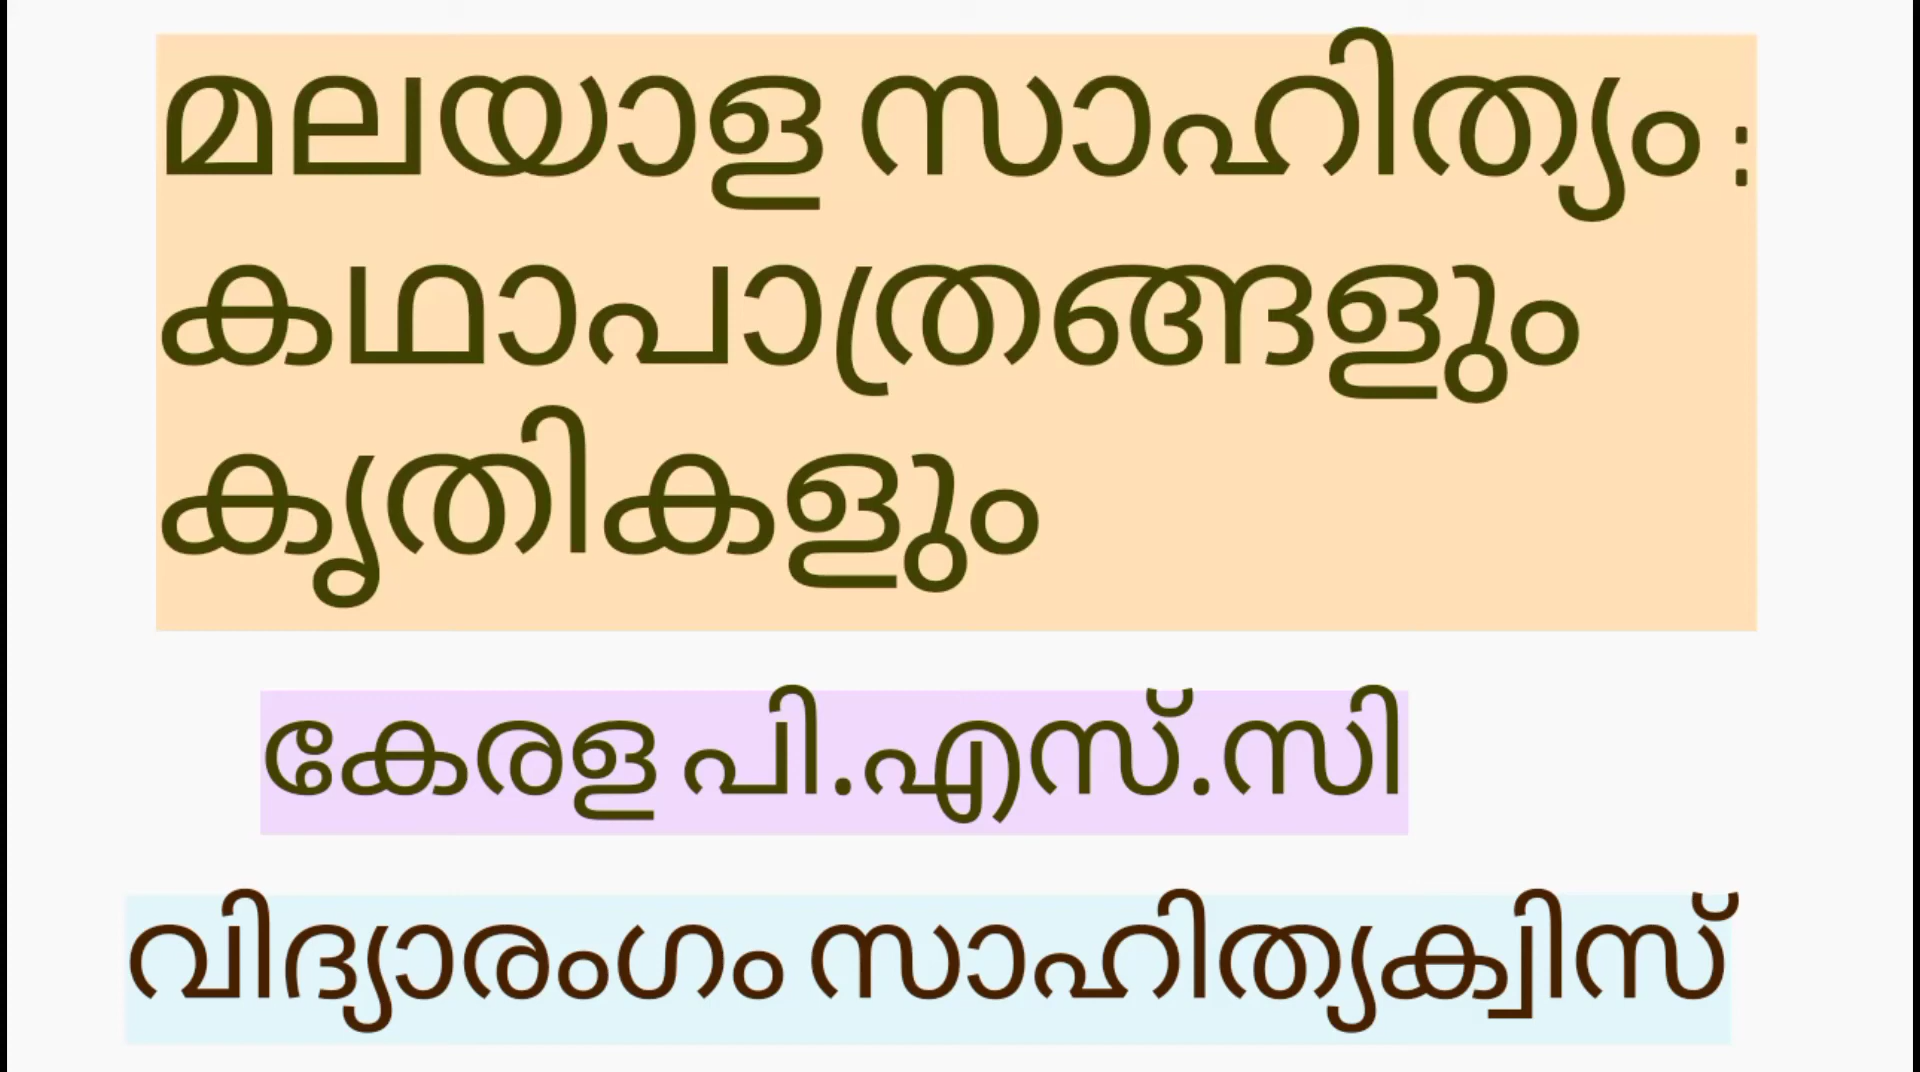 മലയാള സാഹിത്യം :
കഥാപാത്രങ്ങളും
കൃതികളും
കേരള പി.എസ്.സി
വിദ്യാരംഗം സാഹിത്യക്വിസ്